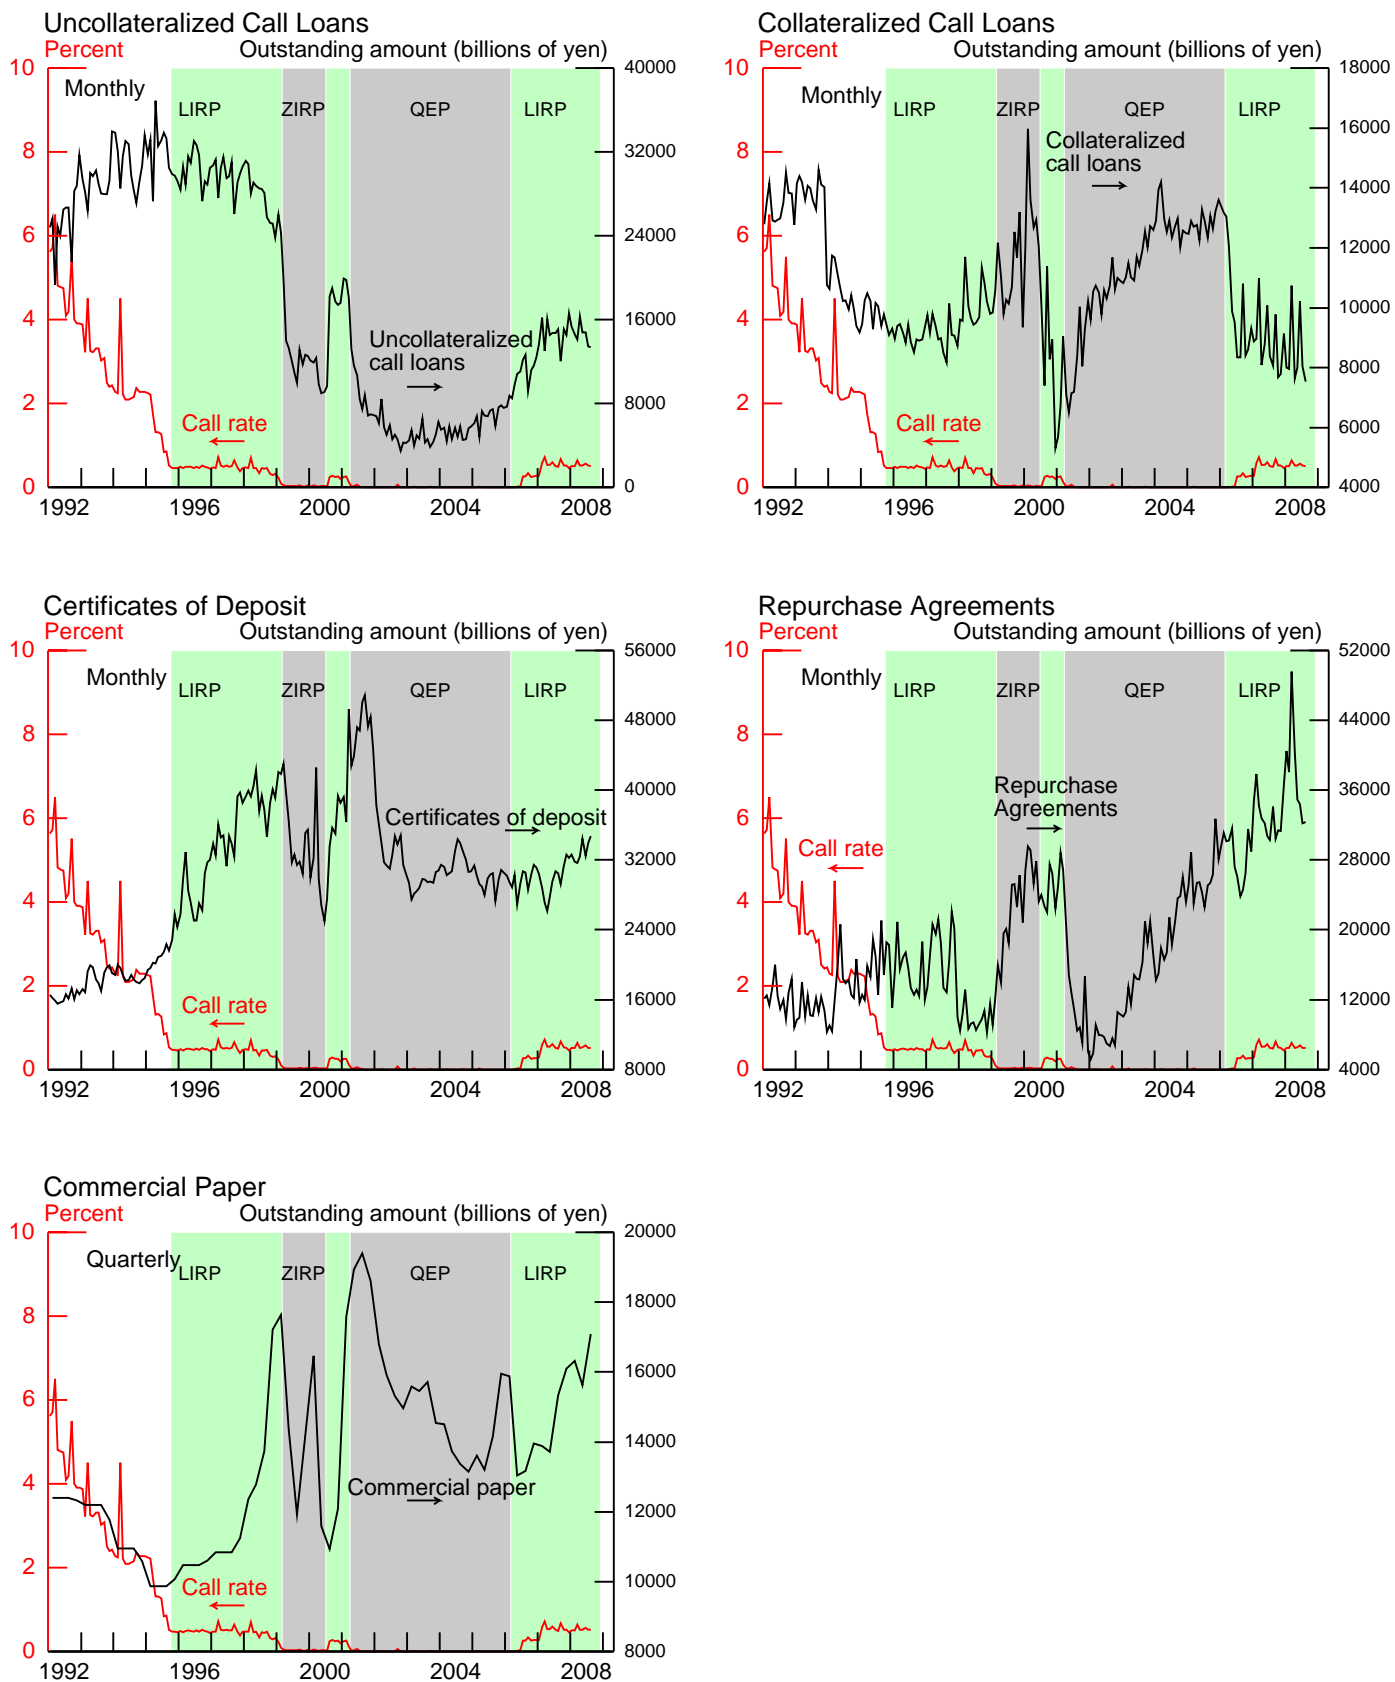 Uncollateralized Call Loans
Percent
Outstanding amount (billions of yen)
10
40000
Monthly
LIRP
ZIRP
QEP
LIRP
8
32000
6
24000
4
16000
Uncollateralized
call loans
2
8000
Call rate
0
0
1992
1996
2000
2004
2008
Collateralized Call Loans
Percent
Outstanding amount (billions of yen)
10
18000
Monthly
LIRP
ZIRP
QEP
LIRP
16000
Collateralized
call loans
8
14000
6
12000
10000
4
8000
2
Call rate
6000
0
4000
1992
1996
2000
2004
2008
Certificates of Deposit
Percent
Outstanding amount (billions of yen)
10
56000
Monthly
LIRP
ZIRP
QEP
LIRP
8
48000
40000
6
Certificates of deposit
32000
4
24000
2
16000
Call rate
0
8000
1992
1996
2000
2004
2008
Repurchase Agreements
Percent
Outstanding amount (billions of yen)
10
52000
Monthly
LIRP
ZIRP
QEP
LIRP
8
44000
36000
Repurchase
Agreements
6
Call rate
28000
4
20000
2
12000
0
4000
1992
1996
2000
2004
2008
Commercial Paper
Percent
Outstanding amount (billions of yen)
10
20000
Quarterly
LIRP
ZIRP
QEP
LIRP
8
18000
6
16000
14000
4
Commercial paper
12000
2
10000
Call rate
0
8000
1992
1996
2000
2004
2008